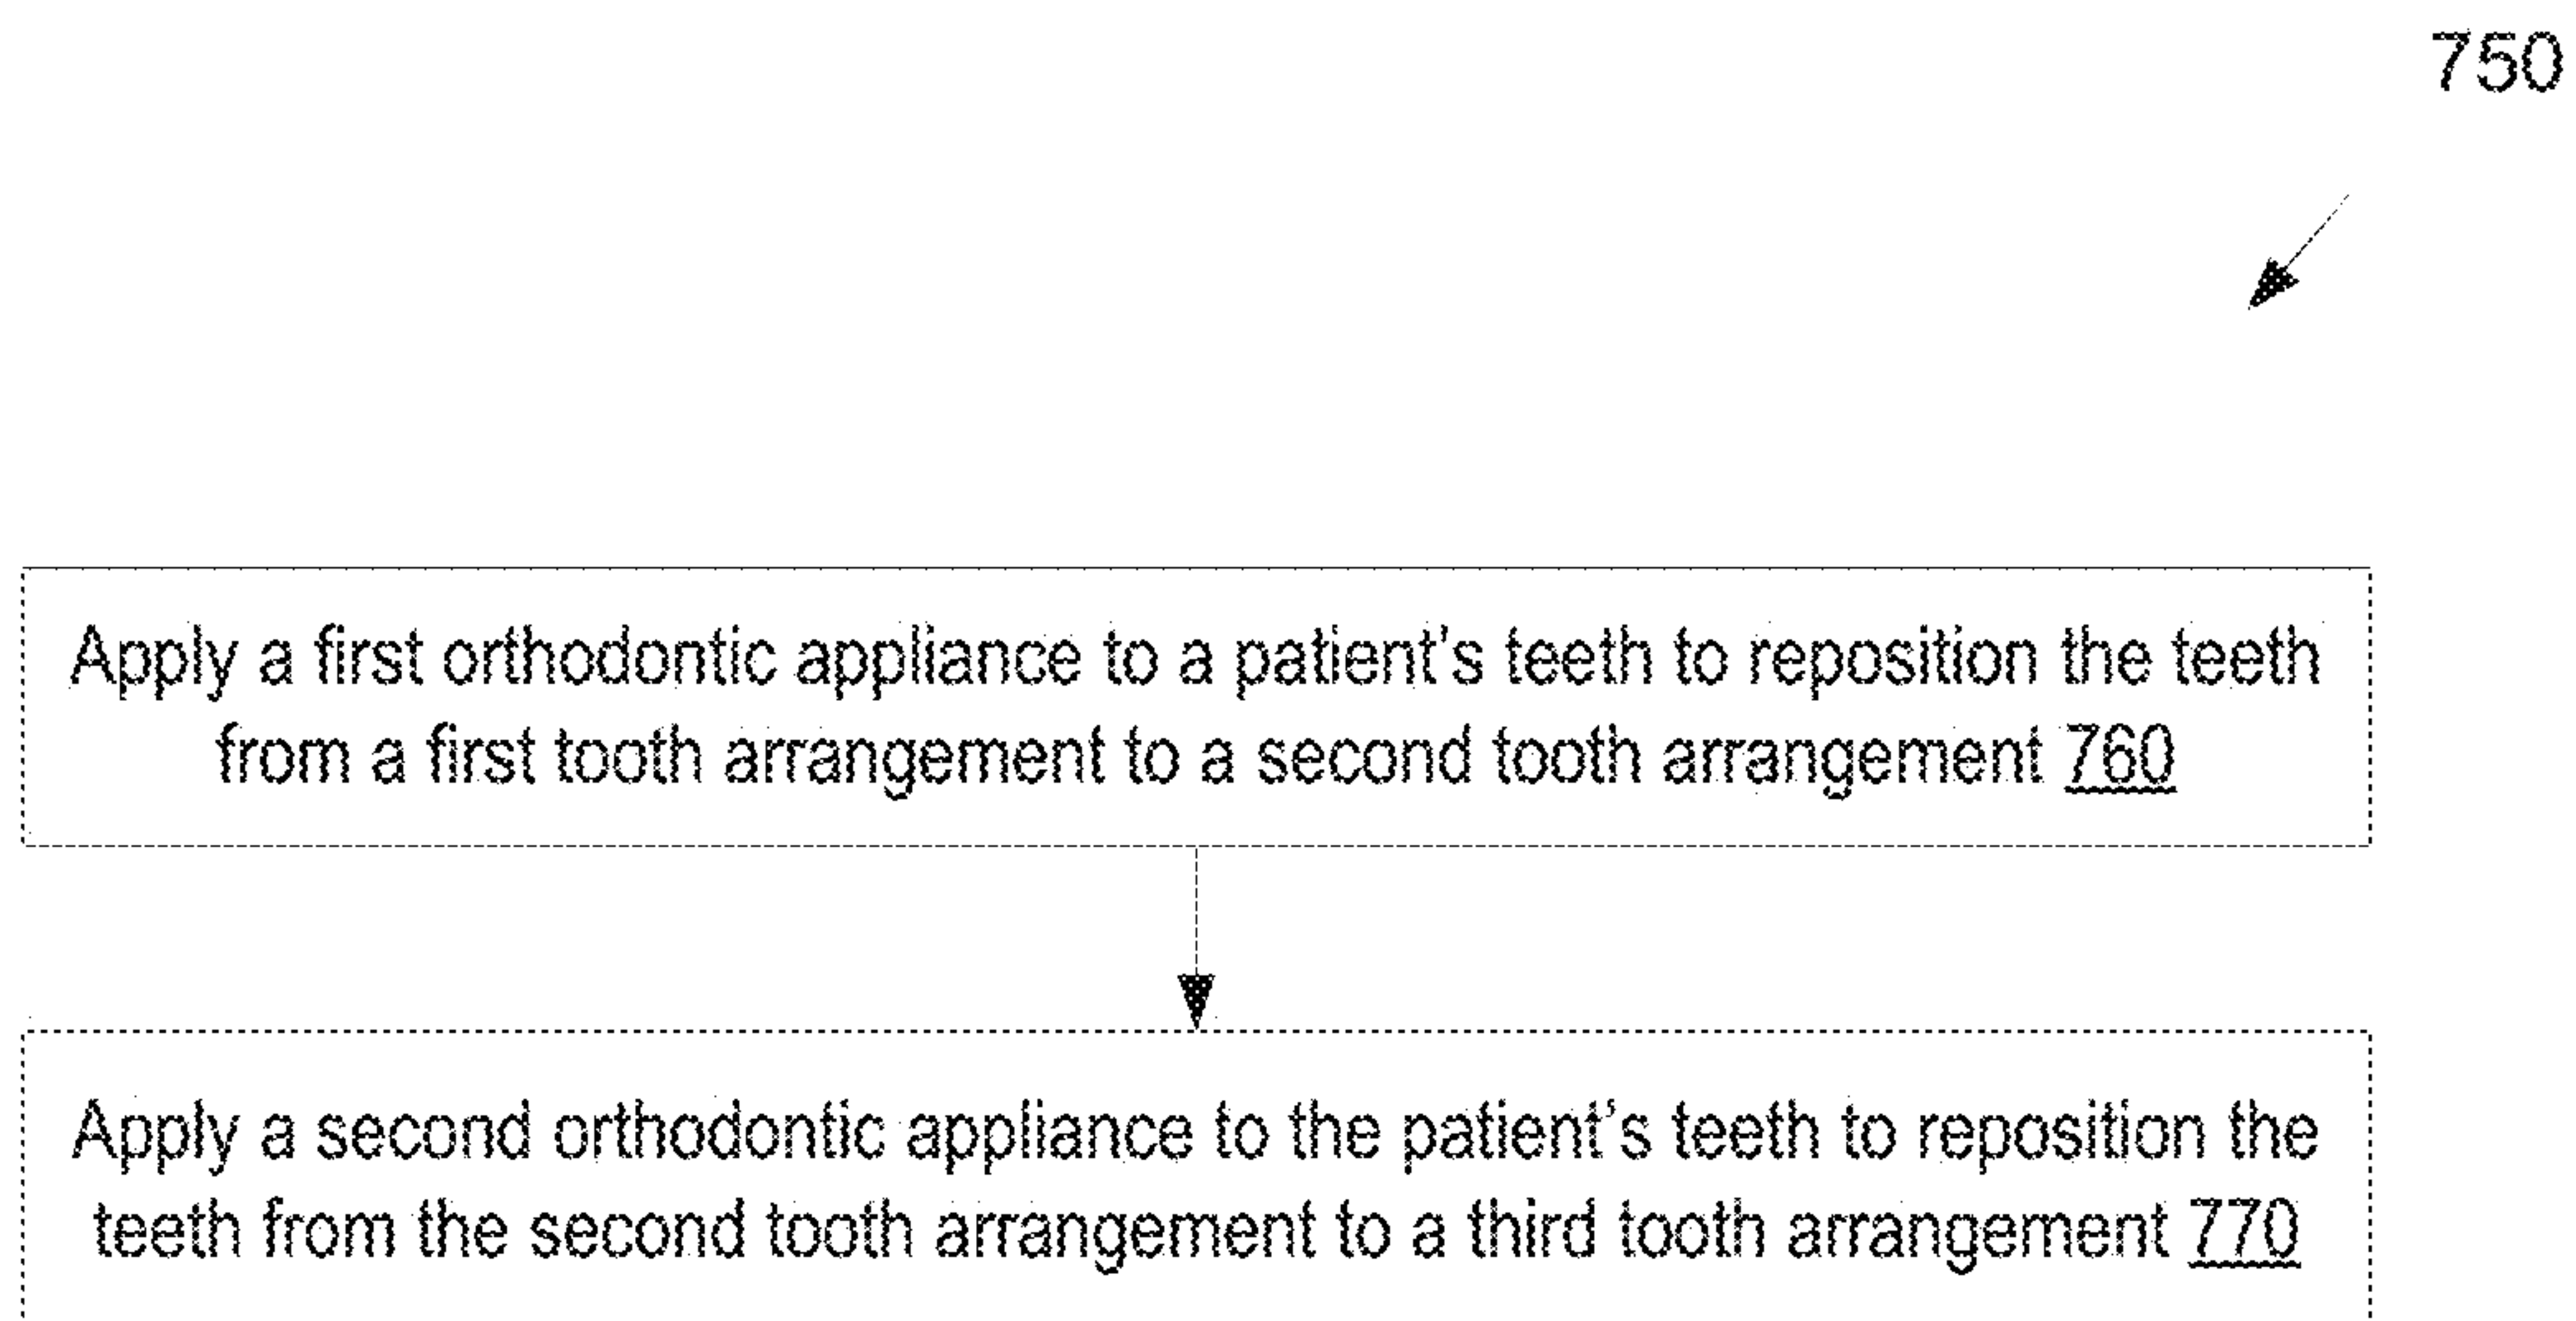 750
Apply a first orthodontic appliance to a patient's teeth to reposition the teeth
from a first tooth arrangement to a second tooth arrangement 760
Apply a second orthodontic appliance to the patient's teeth to reposition the
teeth from the second tooth arrangement to a third tooth arrangement 770